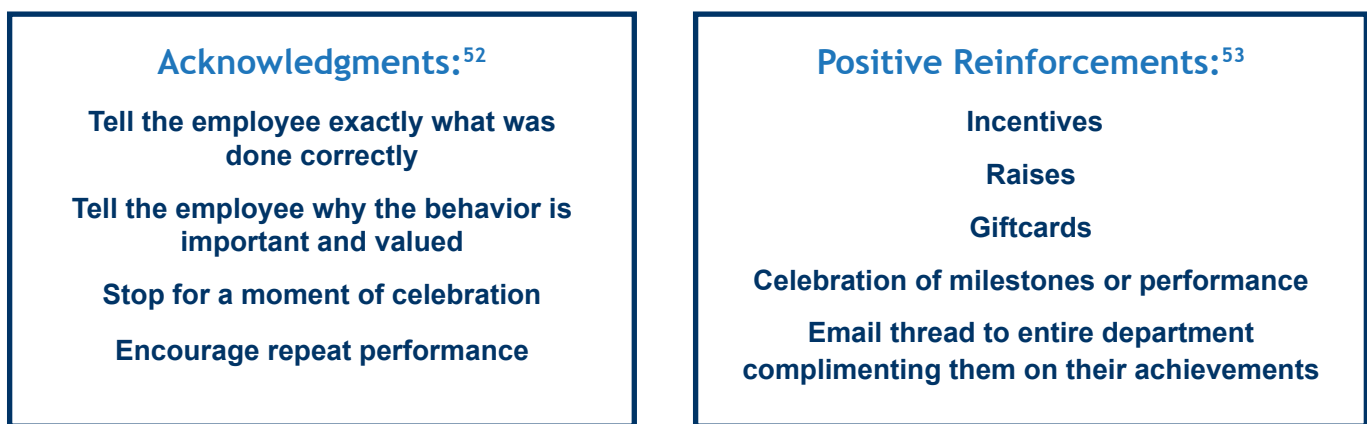 Acknowledgments:52
Tell the employee exactly what was
done correctly
Tell the employee why the behavior is
important and valued
Stop for a moment of celebration
Encourage repeat performance
Positive Reinforcements:53
Incentives
Raises
Giftcards
Celebration of milestones or performance
Email thread to entire department
complimenting them on their achievements